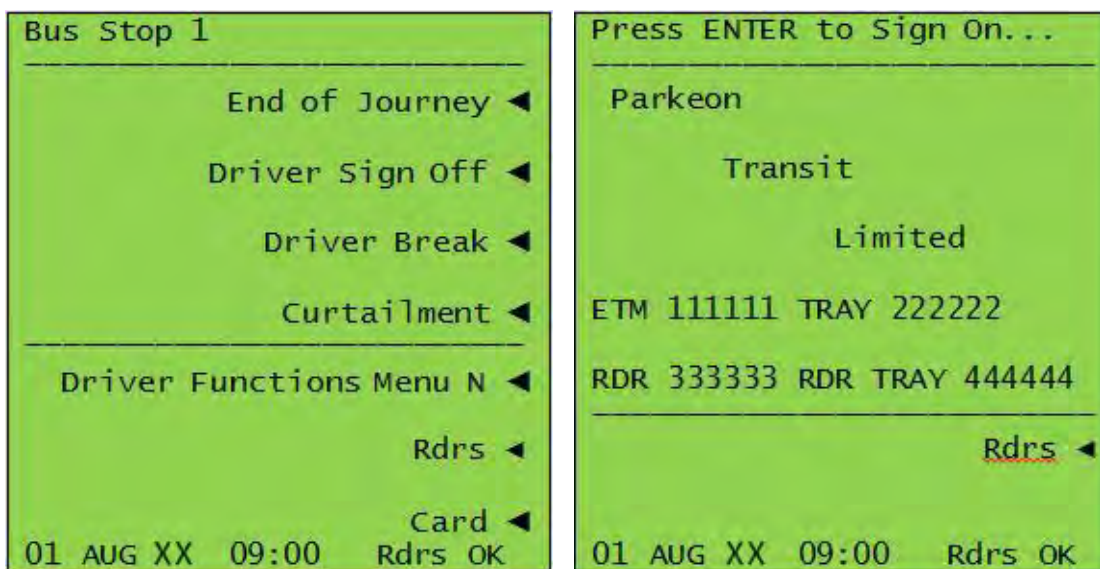 Bus Stop 1
End of Journey ◄
Driver Sign Off ◄
Driver Break ◄
Curtailment ◄
Driver Functions Menu N ◄
Rdrs ◄
Card ◄
01 AUG XX 09:00 Rdrs OK
Press ENTER to Sign On...
Parkeon
Transit
Limited
ETM 111111 TRAY 222222
RDR 333333 RDR TRAY 444444
Rdrs ◄
01 AUG XX 09:00 Rdrs OK